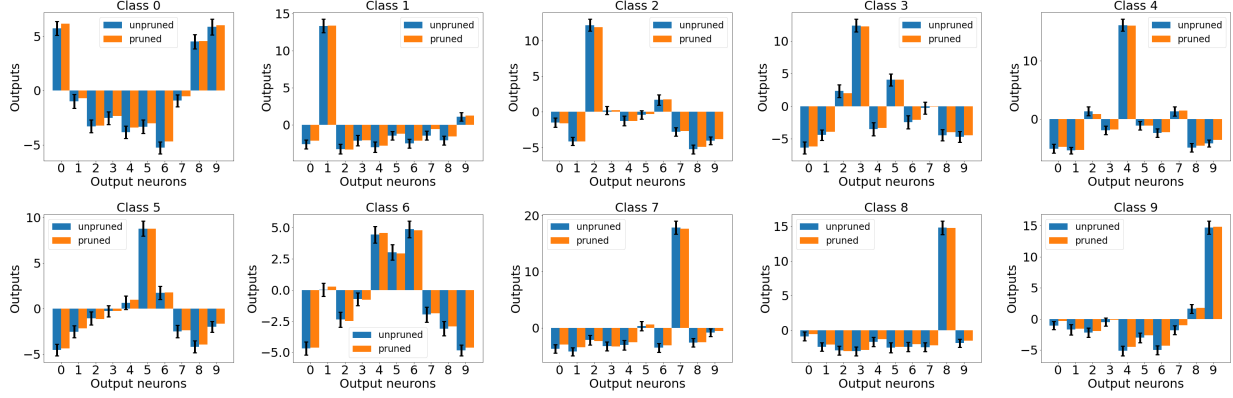 Class 0
5
0
−5
Outputs
unpruned
pruned
0 1 2 3 4 5 6 7 8 9
Output neurons
Class 1
15
10
5
0
Outputs
unpruned
pruned
0 1 2 3 4 5 6 7 8 9
Output neurons
Class 2
10
5
0
−5
Outputs
unpruned
pruned
0 1 2 3 4 5 6 7 8 9
Output neurons
Class 3
10
5
0
−5
Outputs
unpruned
pruned
0 1 2 3 4 5 6 7 8 9
Output neurons
Class 4
10
0
−5
5
Outputs
unpruned
pruned
0 1 2 3 4 5 6 7 8 9
Output neurons
Class 5
10
5
0
−5
Outputs
unpruned
pruned
0 1 2 3 4 5 6 7 8 9
Output neurons
Class 6
5.0
2.5
0.0
−2.5
−5.0
Outputs
unpruned
pruned
0 1 2 3 4 5 6 7 8 9
Output neurons
Class 7
20
15
10
5
0
Outputs
unpruned
pruned
0 1 2 3 4 5 6 7 8 9
Output neurons
Class 8
15
10
5
0
Outputs
unpruned
pruned
0 1 2 3 4 5 6 7 8 9
Output neurons
Class 9
15
10
5
0
−5
Outputs
unpruned
pruned
0 1 2 3 4 5 6 7 8 9
Output neurons